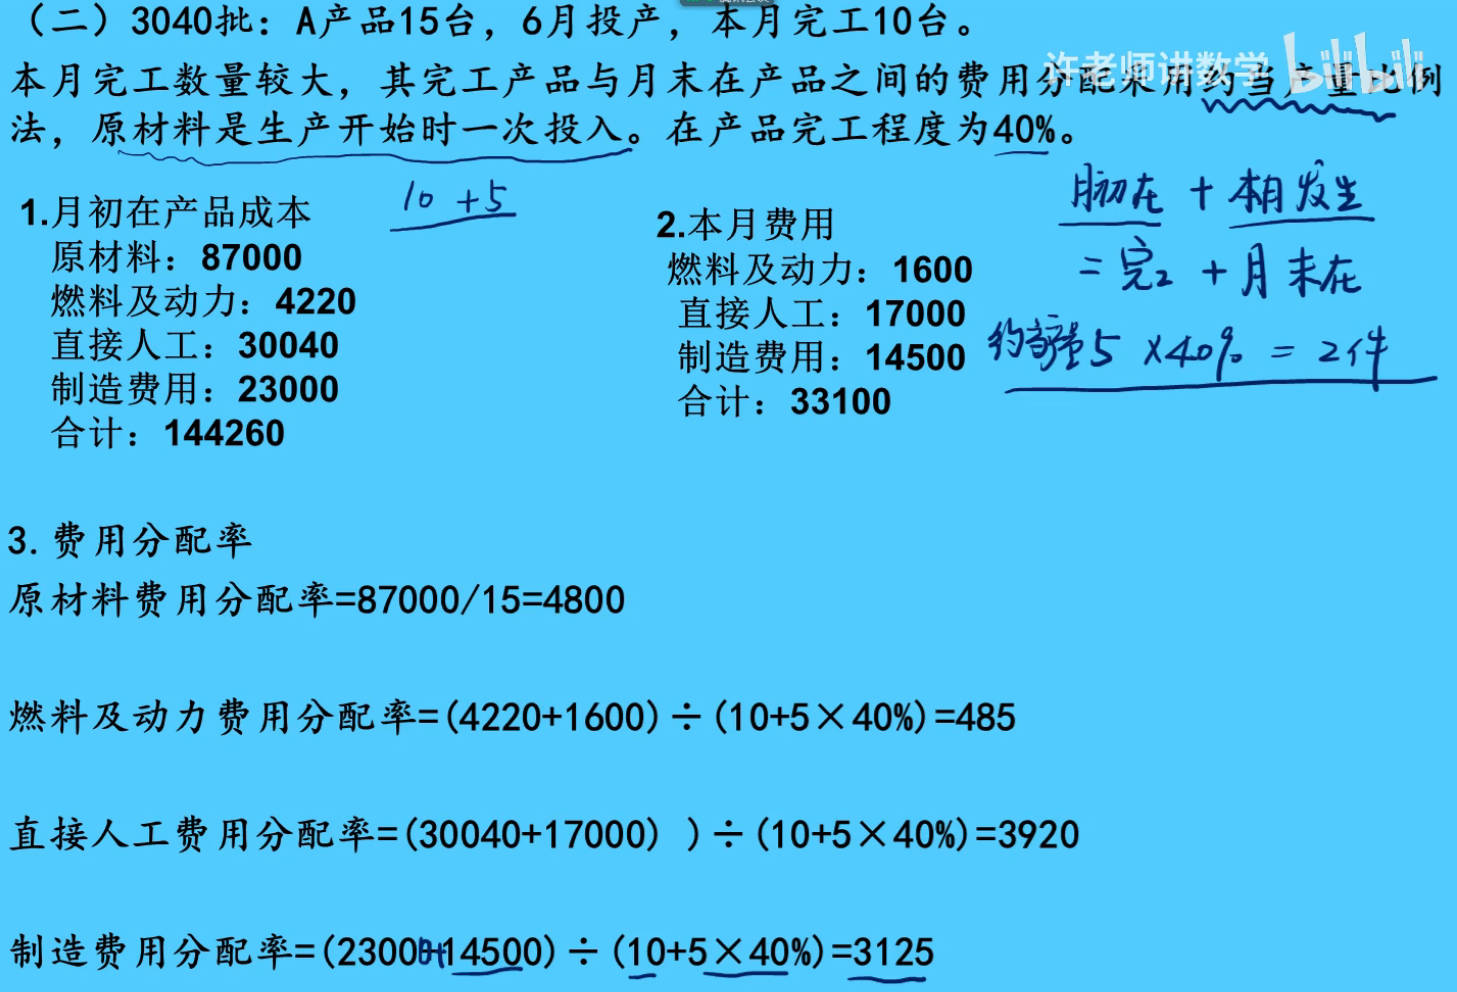 （二）3040批：A产品15台，6月投产，本月完工10台。
许老师讲数学 bilibili
本月完工数量较大，其完工产品与月末在产品之间的费用分配采用约当产量比例
法，原材料是生产开始时一次投入。在产品完工程度为40%。
10 +5
月初在 + 本月发生
= 完工 + 月末在
约当产量5 ×40% = 2件
1.月初在产品成本
原材料：87000
燃料及动力：4220
直接人工：30040
制造费用：23000
合计：144260
2.本月费用
燃料及动力：1600
直接人工：17000
制造费用：14500
合计：33100
3. 费用分配率
原材料费用分配率=87000/15=4800
燃料及动力费用分配率=(4220+1600)÷(10+5×40%)=485
直接人工费用分配率=(30040+17000) )÷(10+5×40%)=3920
制造费用分配率=(23000+14500)÷(10+5×40%)=3125